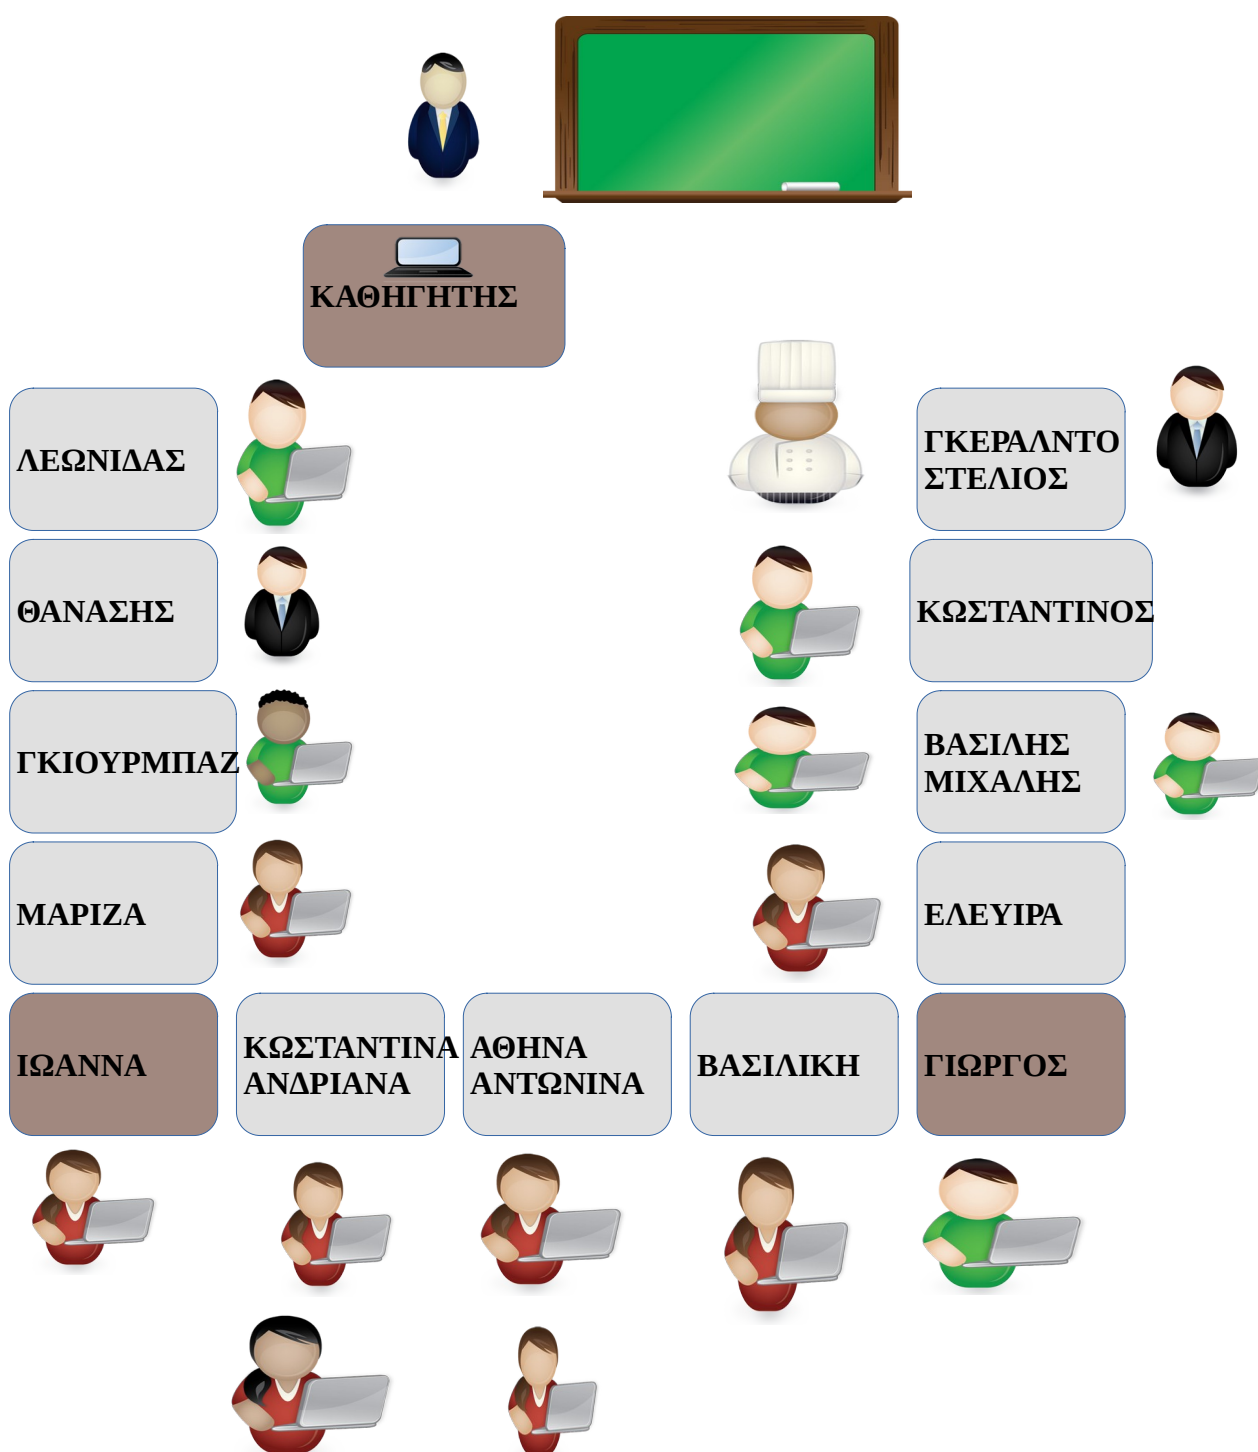 ΚΑΘΗΓΗΤΗΣ
ΛΕΩΝΙΔΑΣ
ΓΚΕΡΑΛΝΤΟ
ΣΤΕΛΙΟΣ
ΘΑΝΑΣΗΣ
ΚΩΣΤΑΝΤΙΝΟΣ
ΓΚΙΟΥΡΜΠΑΖ
ΒΑΣΙΛΗΣ
ΜΙΧΑΛΗΣ
ΜΑΡΙΖΑ
ΕΛΕΥΙΡΑ
ΙΩΑΝΝΑ
ΚΩΣΤΑΝΤΙΝΑ
ΑΝΔΡΙΑΝΑ
ΑΘΗΝΑ
ΑΝΤΩΝΙΝΑ
ΒΑΣΙΛΙΚΗ
ΓΙΩΡΓΟΣ